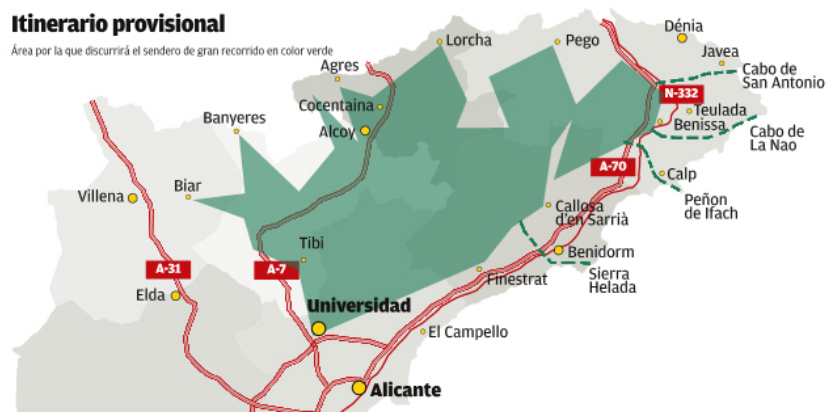 Itinerario provisional
Área por la que discurrirá el sendero de gran recorrido en color verde
Dénia
Lorcha
Pego
Javea
Agres
Cabo de
San Antonio
N-332
Cocentaina
Teulada
Banyeres
Benissa
Alcoy
Cabo de
La Nao
A-70
Calp
Biar
Villena
Peñon
de Ifach
Callosa
d'en Sarrià
Tibi
Benidorm
A-31
A-7
Finestrat
Sierra
Helada
Elda
Universidad
El Campello
Alicante